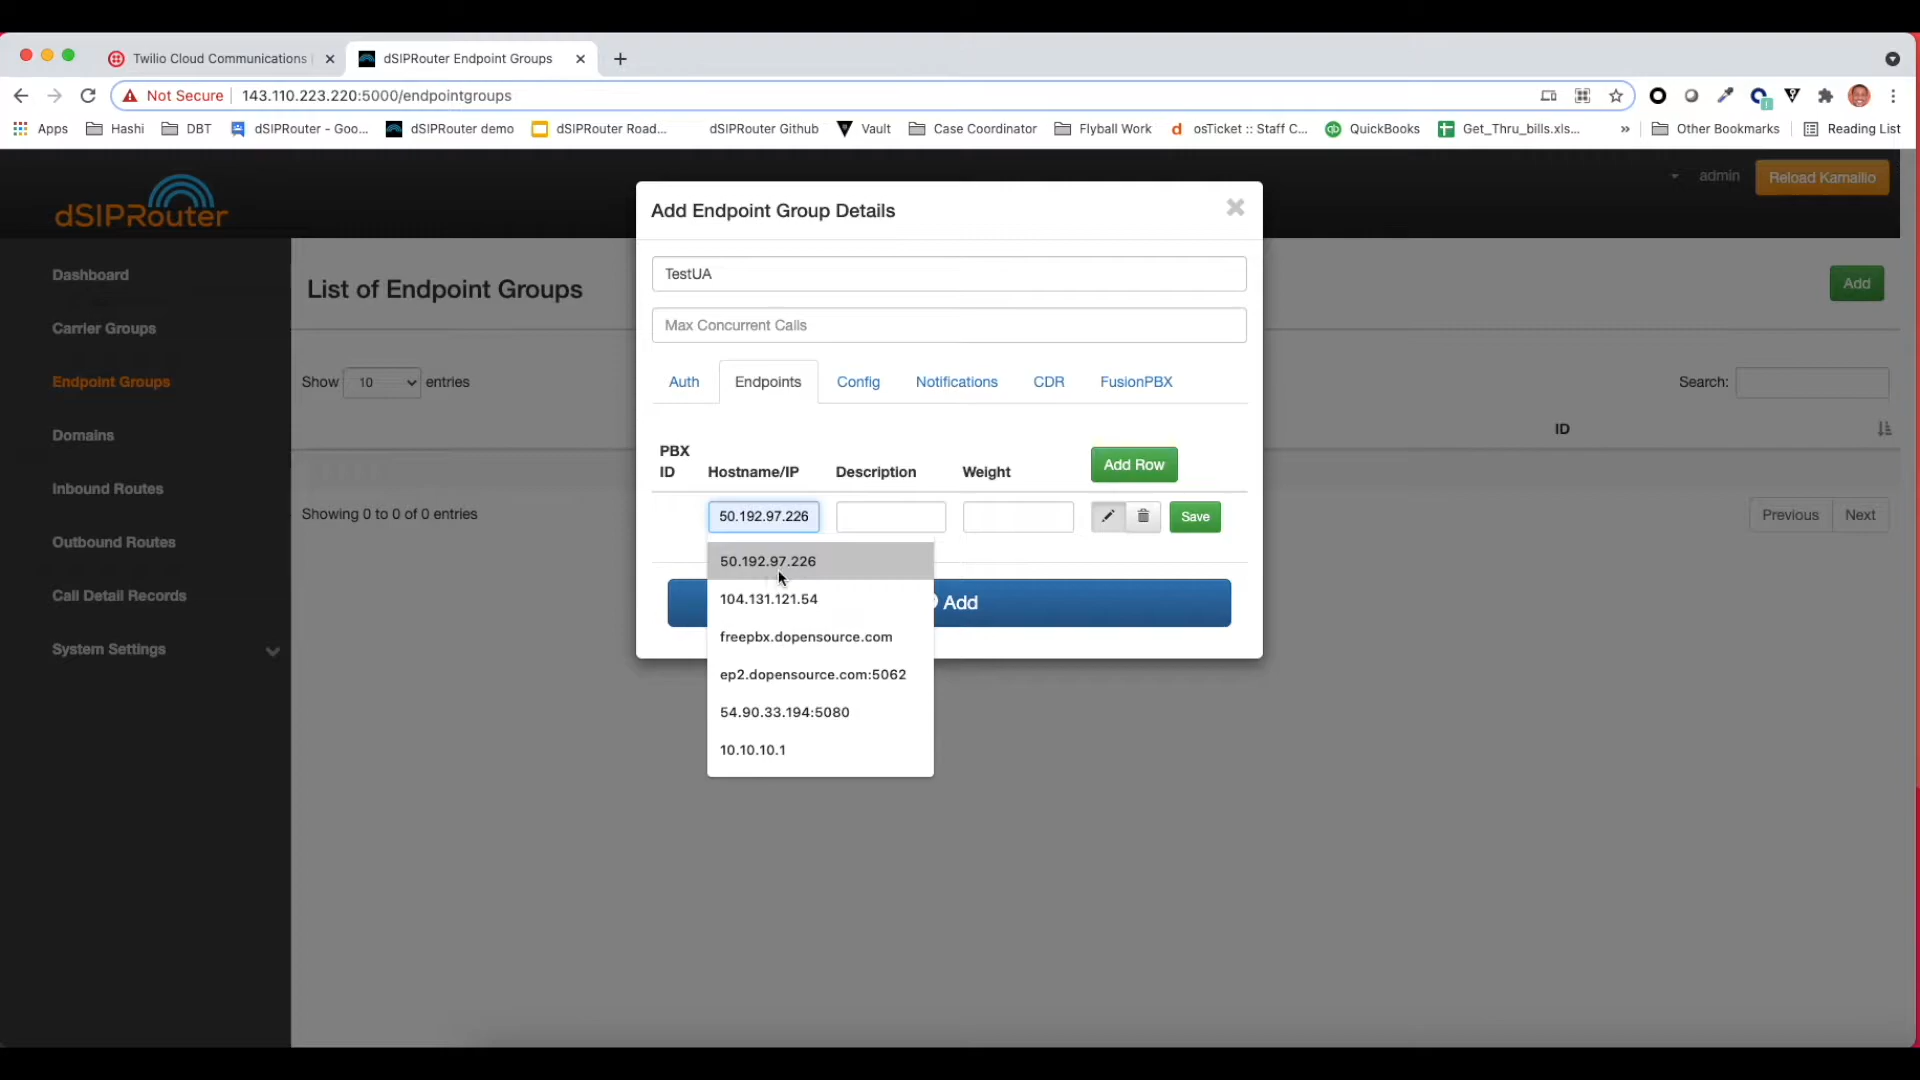 Twilio Cloud Communications
dSIPRouter Endpoint Groups
Not Secure
143.110.223.220:5000/endpointgroups
Apps
Hashi
DBT
dSIPRouter - Goo...
dSIPRouter demo
dSIPRouter Road...
dSIPRouter Github
Vault
Case Coordinator
Flyball Work
osTicket :: Staff C...
QuickBooks
Get_Thru_bills.xls...
»
Other Bookmarks
Reading List
dSIPRouter
admin
Reload Kamailio
Dashboard
Carrier Groups
Endpoint Groups
Domains
Inbound Routes
Outbound Routes
Call Detail Records
System Settings
List of Endpoint Groups
Add
Show 10 entries
Search:
ID
Showing 0 to 0 of 0 entries
Previous
Next
Add Endpoint Group Details
TestUA
Max Concurrent Calls
Auth
Endpoints
Config
Notifications
CDR
FusionPBX
PBX
ID
Hostname/IP
Description
Weight
Add Row
50.192.97.226
Save
50.192.97.226
104.131.121.54
freepbx.dopensource.com
ep2.dopensource.com:5062
54.90.33.194:5080
10.10.10.1
Add